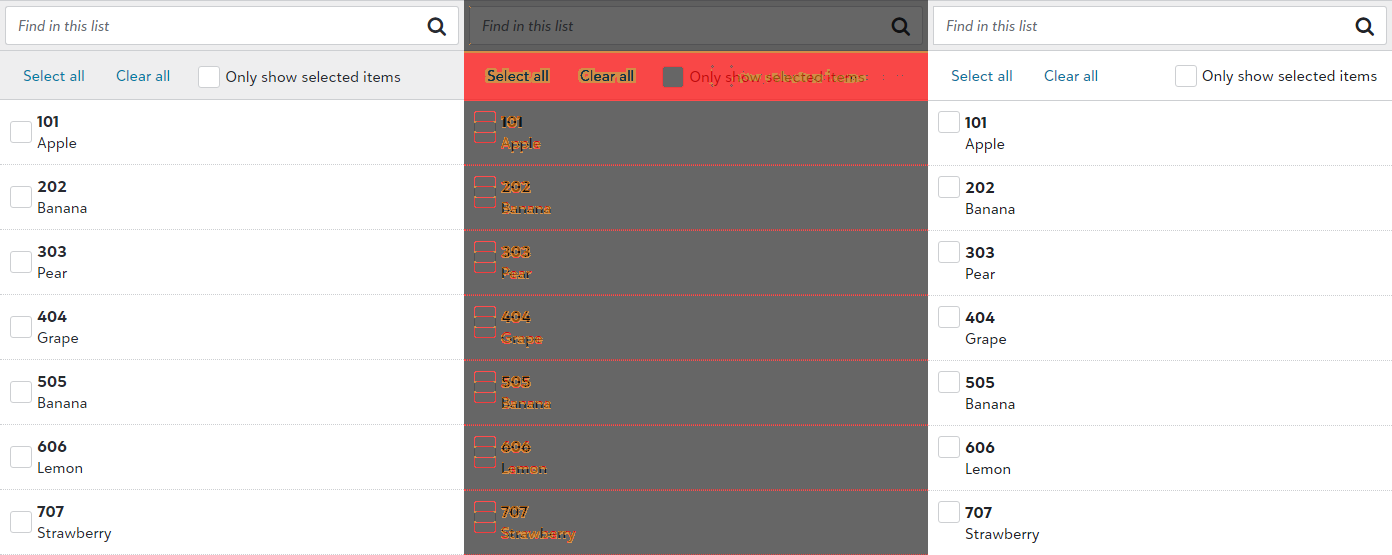 Find in this list
Select all Clear all Only show selected items
101
Apple
202
Banana
303
Pear
404
Grape
505
Banana
606
Lemon
707
Strawberry
Find in this list
Select all Clear all Only show selected items
101
Apple
202
Banana
303
Pear
404
Grape
505
Banana
606
Lemon
707
Strawberry
Find in this list
Select all Clear all Only show selected items
101
Apple
202
Banana
303
Pear
404
Grape
505
Banana
606
Lemon
707
Strawberry